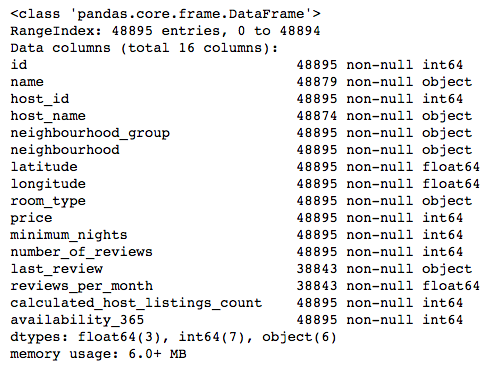 <class 'pandas.core.frame.DataFrame'>
RangeIndex: 48895 entries, 0 to 48894
Data columns (total 16 columns):
id                                48895 non-null int64
name                              48879 non-null object
host_id                           48895 non-null int64
host_name                         48874 non-null object
neighbourhood_group               48895 non-null object
neighbourhood                     48895 non-null object
latitude                          48895 non-null float64
longitude                         48895 non-null float64
room_type                         48895 non-null object
price                             48895 non-null int64
minimum_nights                    48895 non-null int64
number_of_reviews                 48895 non-null int64
last_review                       38843 non-null object
reviews_per_month                 38843 non-null float64
calculated_host_listings_count    48895 non-null int64
availability_365                  48895 non-null int64
dtypes: float64(3), int64(7), object(6)
memory usage: 6.0+ MB